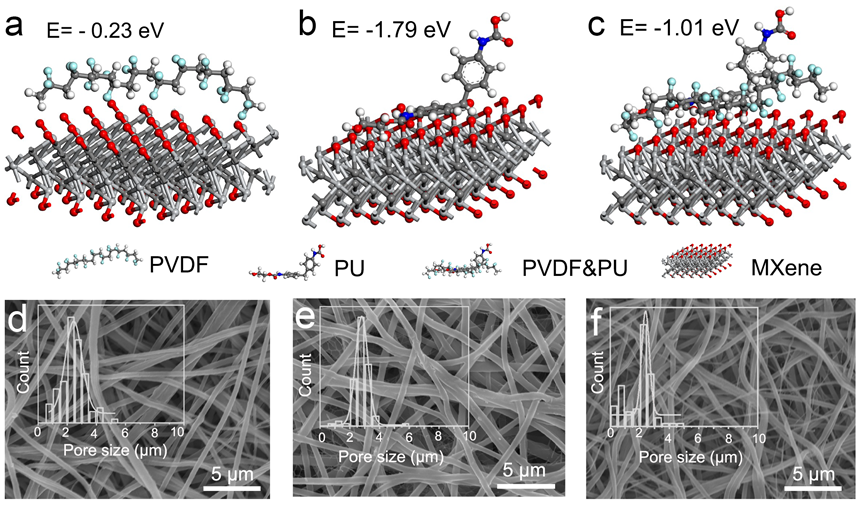 a E= - 0.23 eV
b E= -1.79 eV
c E= -1.01 eV
PVDF
PU
PVDF&PU
MXene
d
Count
0 2 4 6 8 10
Pore size (μm)
5 μm
e
Count
0 2 4 6 8 10
Pore size (μm)
5 μm
f
Count
0 2 4 6 8 10
Pore size (μm)
5 μm